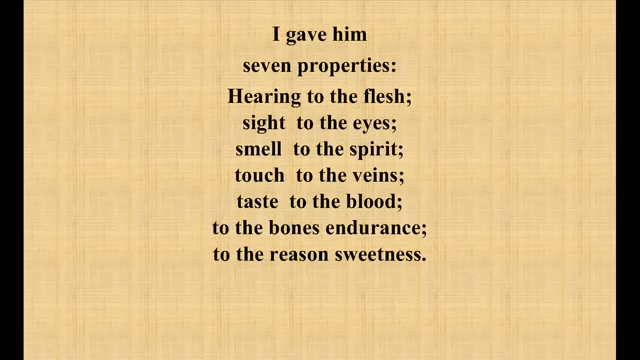 I gave him
seven properties:
Hearing to the flesh;
sight to the eyes;
smell to the spirit;
touch to the veins;
taste to the blood;
to the bones endurance;
to the reason sweetness.